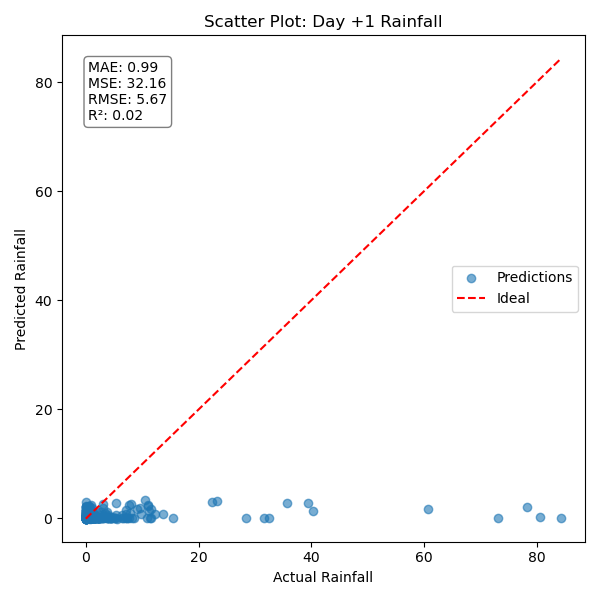 Scatter Plot: Day +1 Rainfall
MAE: 0.99
MSE: 32.16
RMSE: 5.67
R²: 0.02
80
60
40
20
0
Predicted Rainfall
Predictions
Ideal
0 20 40 60 80
Actual Rainfall